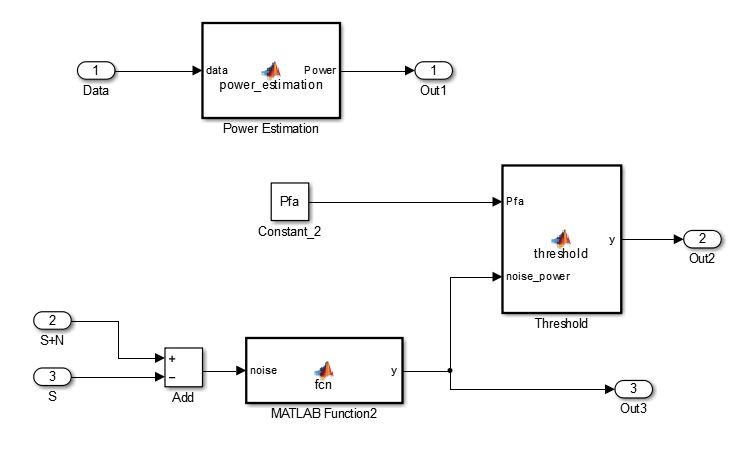 1
Data
data
Power
power_estimation
Power Estimation
1
Out1
Pfa
Constant_2
Pfa
threshold
y
noise_power
Threshold
2
Out2
2
S+N
3
S
+
−
Add
noise
y
fcn
MATLAB Function2
3
Out3